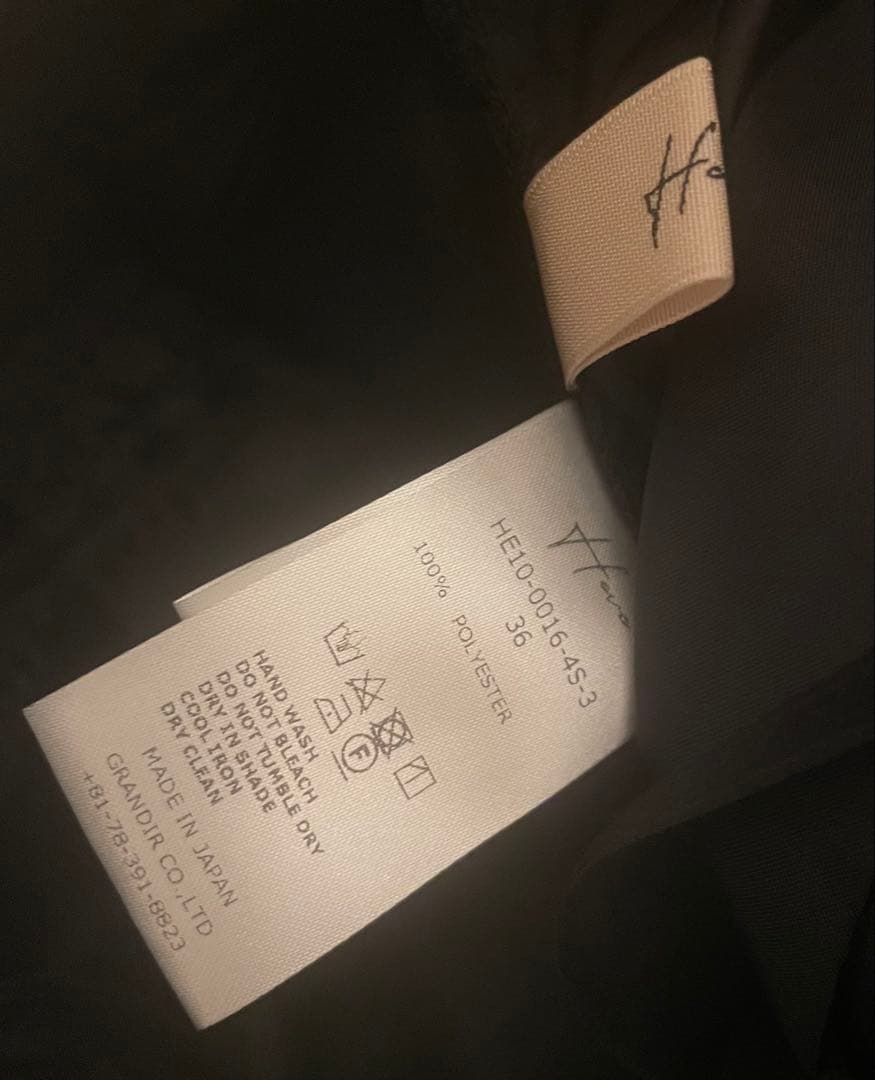 HE10-0016-4S-3
36
100% POLYESTER
HAND WASH
DO NOT BLEACH
DO NOT TUMBLE DRY
DRY IN SHADE
COOL IRON
DRY CLEAN
MADE IN JAPAN
GRANDIR CO.,LTD
+81-78-391-8823